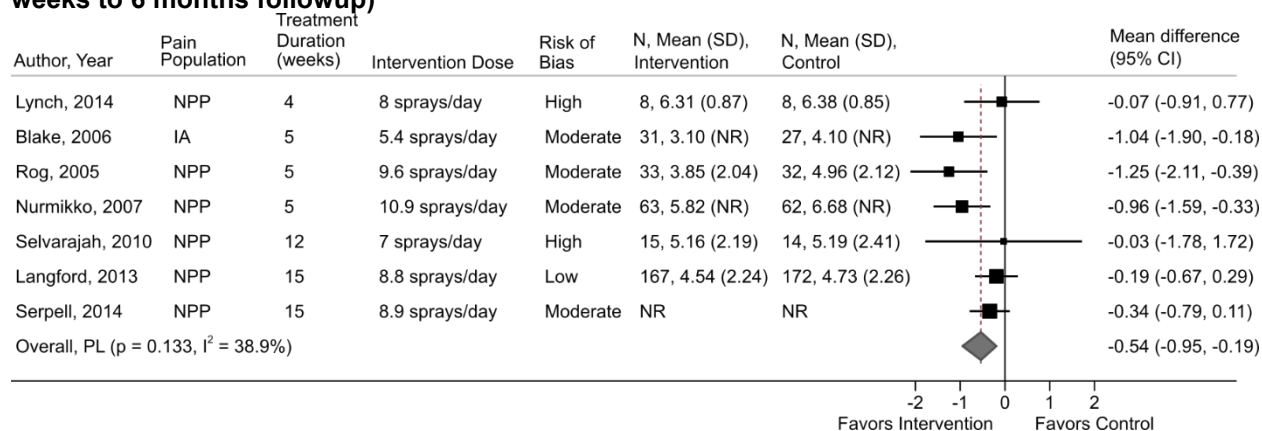 weeks to 6 months followup)
Author, Year Pain Population Treatment Duration (weeks) Intervention Dose Risk of Bias N, Mean (SD), Intervention N, Mean (SD), Control Mean difference (95% CI)
Lynch, 2014 NPP 4 8 sprays/day High 8, 6.31 (0.87) 8, 6.38 (0.85) -0.07 (-0.91, 0.77)
Blake, 2006 IA 5 5.4 sprays/day Moderate 31, 3.10 (NR) 27, 4.10 (NR) -1.04 (-1.90, -0.18)
Rog, 2005 NPP 5 9.6 sprays/day Moderate 33, 3.85 (2.04) 32, 4.96 (2.12) -1.25 (-2.11, -0.39)
Nurmikko, 2007 NPP 5 10.9 sprays/day Moderate 63, 5.82 (NR) 62, 6.68 (NR) -0.96 (-1.59, -0.33)
Selvarajah, 2010 NPP 12 7 sprays/day High 15, 5.16 (2.19) 14, 5.19 (2.41) -0.03 (-1.78, 1.72)
Langford, 2013 NPP 15 8.8 sprays/day Low 167, 4.54 (2.24) 172, 4.73 (2.26) -0.19 (-0.67, 0.29)
Serpell, 2014 NPP 15 8.9 sprays/day Moderate NR NR -0.34 (-0.79, 0.11)
Overall, PL (p = 0.133, I² = 38.9%) -0.54 (-0.95, -0.19)
-2 -1 0 1 2
Favors Intervention Favors Control